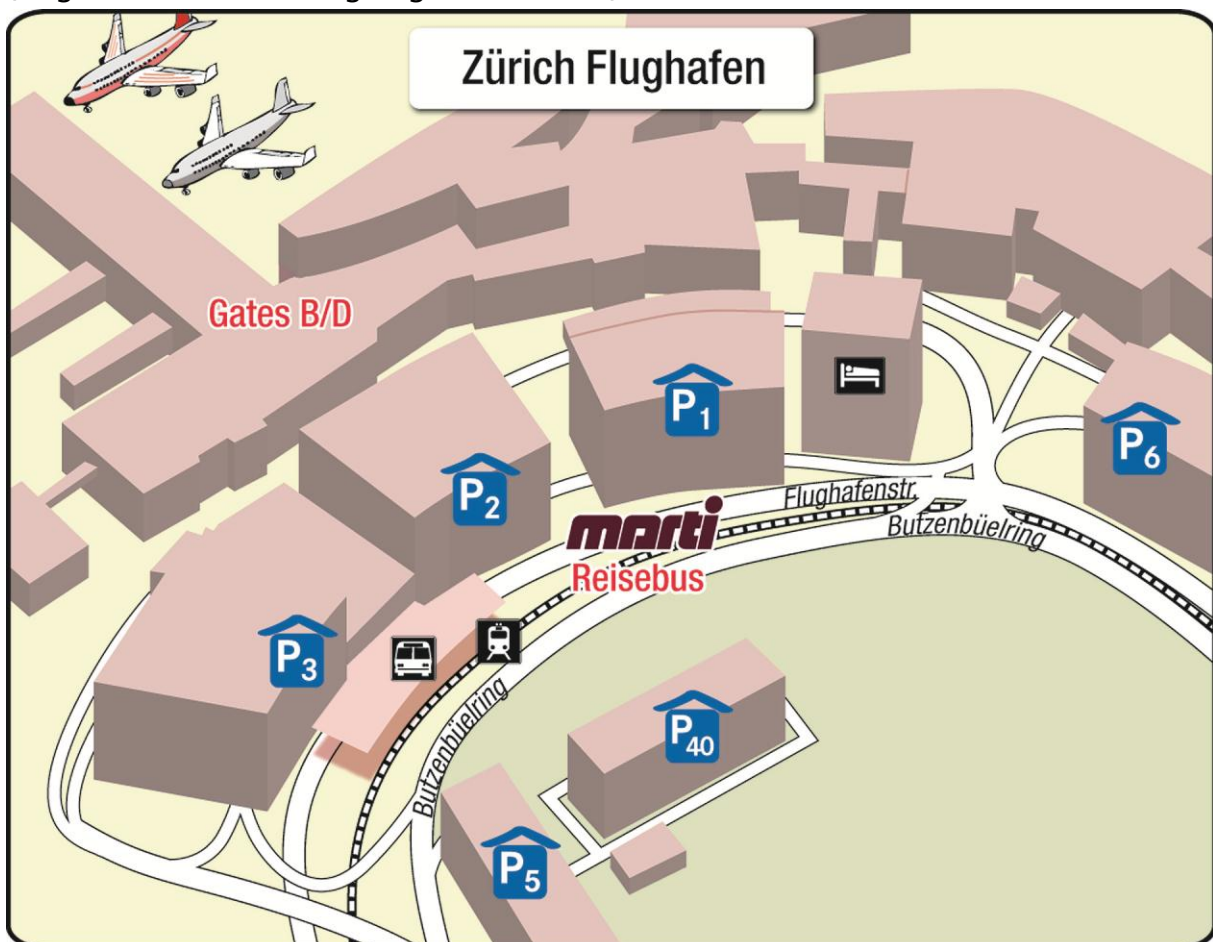 Zürich Flughafen
Gates B/D
P1
P6
P2
Flughafenstr.
marti
Butzenbüelring
Reisebus
P3
P40
Butzenbüelring
P5